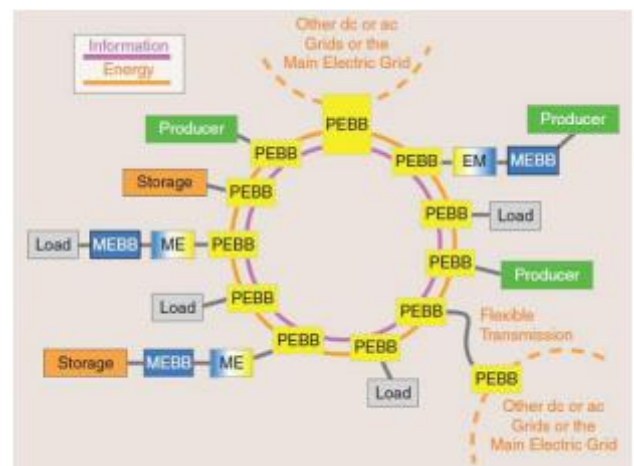 Other dc or ac
Grids or the
Main Electric Grid
Information
Energy
PEBB
Producer
Producer
PEBB
PEBB
EM
MEBB
Storage
PEBB
PEBB
Load
Load
MEBB
ME
PEBB
PEBB
Producer
Load
PEBB
PEBB
Flexible
Transmission
PEBB
PEBB
Storage
MEBB
ME
Load
PEBB
Other dc or ac
Grids or the
Main Electric Grid